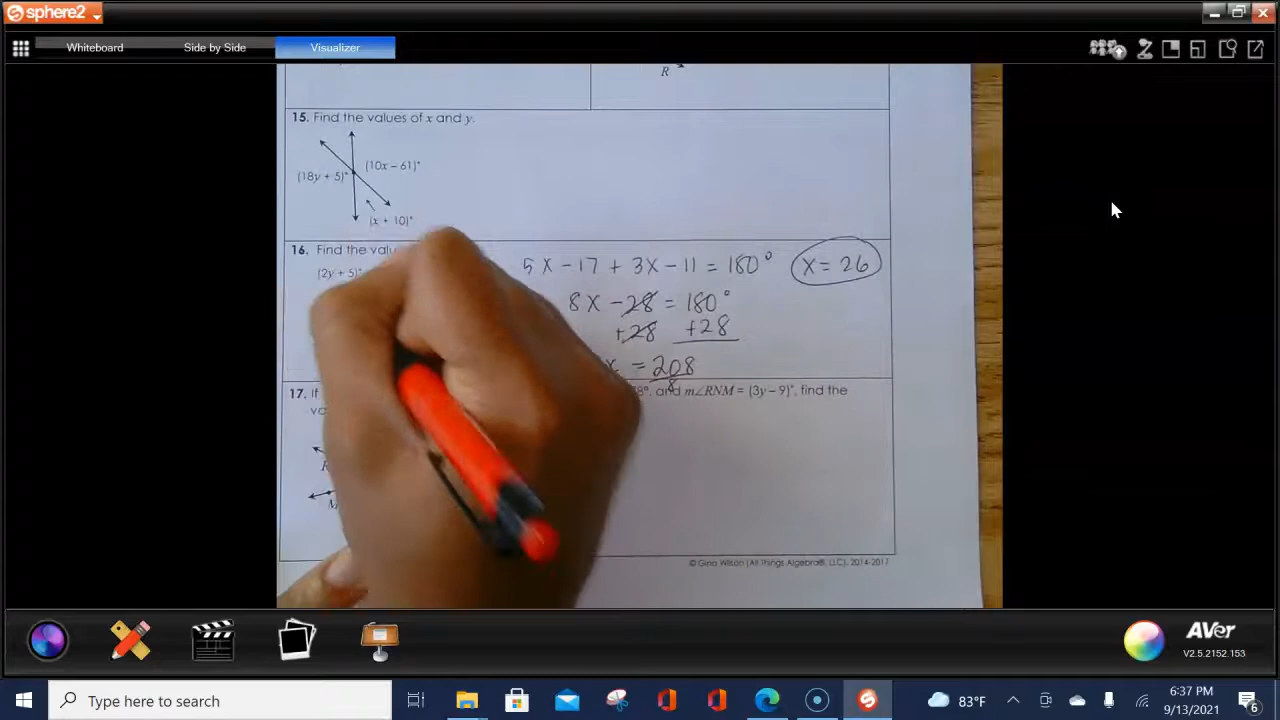 sphere2
Whiteboard Side by Side Visualizer
R
15. Find the values of x and y.
(10x – 61)°
(18y + 5)°
(x + 10)°
16. Find the
(2y + 5)°
5x – 17 + 3x – 11 = 180° x = 26
8x – 28 = 180°
+28 +28
x = 208
8
17. If and m∠RNM = (3y – 9)°, find the
R
M
© Gina Wilson (All Things Algebra®, LLC), 2014-2017
AVer
V2.5.2152.153
Type here to search
83°F
6:37 PM
9/13/2021
6